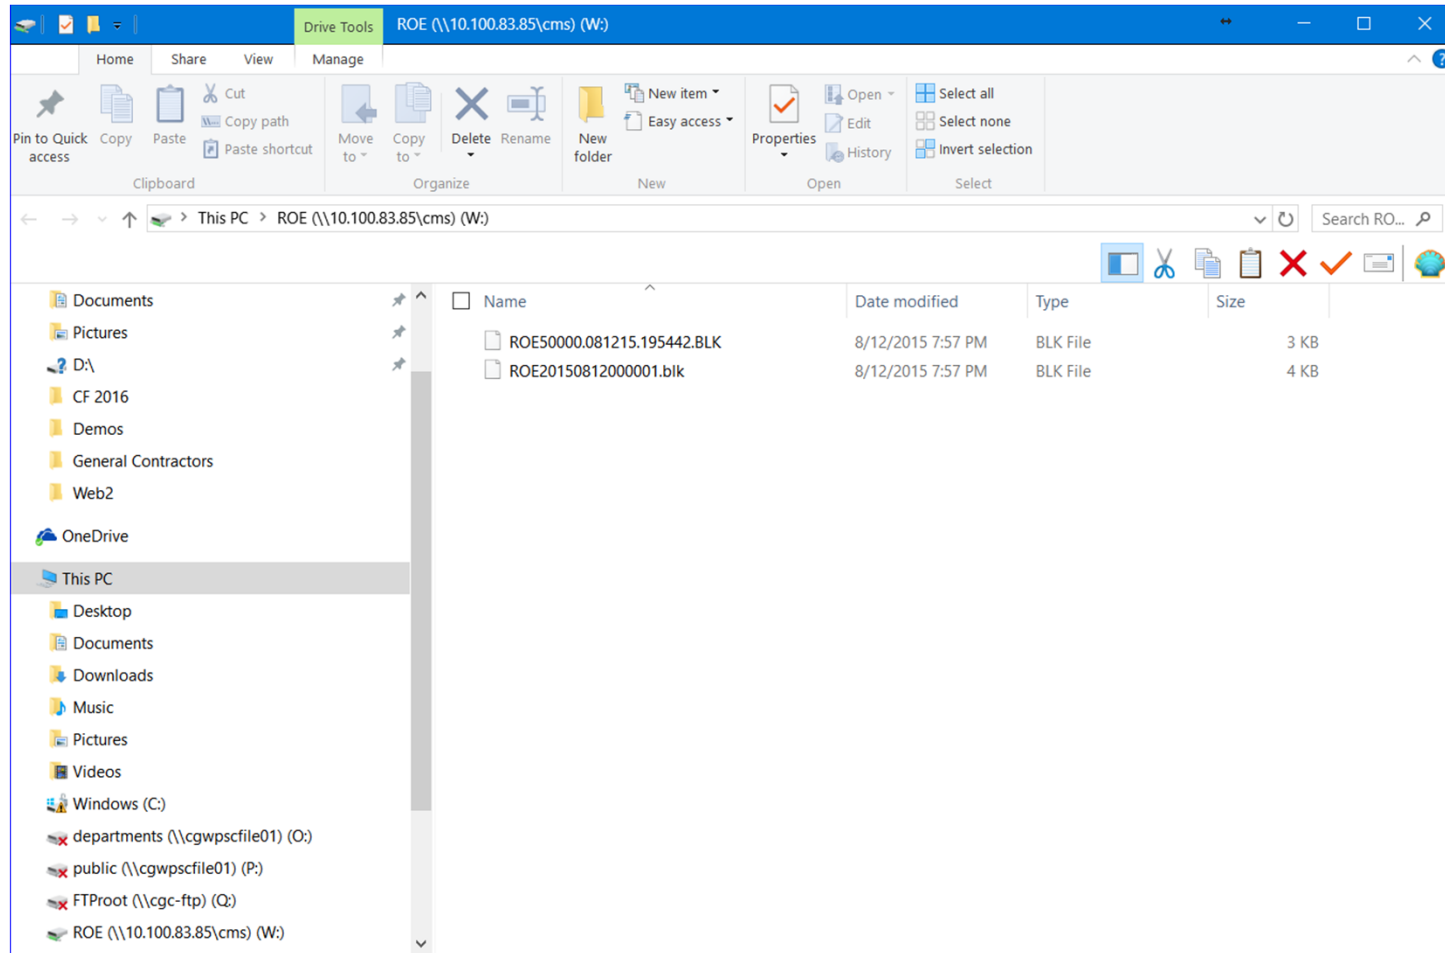 Drive Tools ROE (\\10.100.83.85\cms) (W:)
Home Share View Manage
Pin to Quick access
Copy
Paste
Cut
Copy path
Paste shortcut
Clipboard
Move to
Copy to
Delete
Rename
Organize
New folder
New item
Easy access
New
Properties
Open
Edit
History
Open
Select all
Select none
Invert selection
Select
This PC > ROE (\\10.100.83.85\cms) (W:)
Search RO...
Documents
Pictures
D:\
CF 2016
Demos
General Contractors
Web2
OneDrive
This PC
Desktop
Documents
Downloads
Music
Pictures
Videos
Windows (C:)
departments (\\cgwpscfile01) (O:)
public (\\cgwpscfile01) (P:)
FTProot (\\cgc-ftp) (Q:)
ROE (\\10.100.83.85\cms) (W:)
Name Date modified Type Size
ROE50000.081215.195442.BLK 8/12/2015 7:57 PM BLK File 3 KB
ROE20150812000001.blk 8/12/2015 7:57 PM BLK File 4 KB